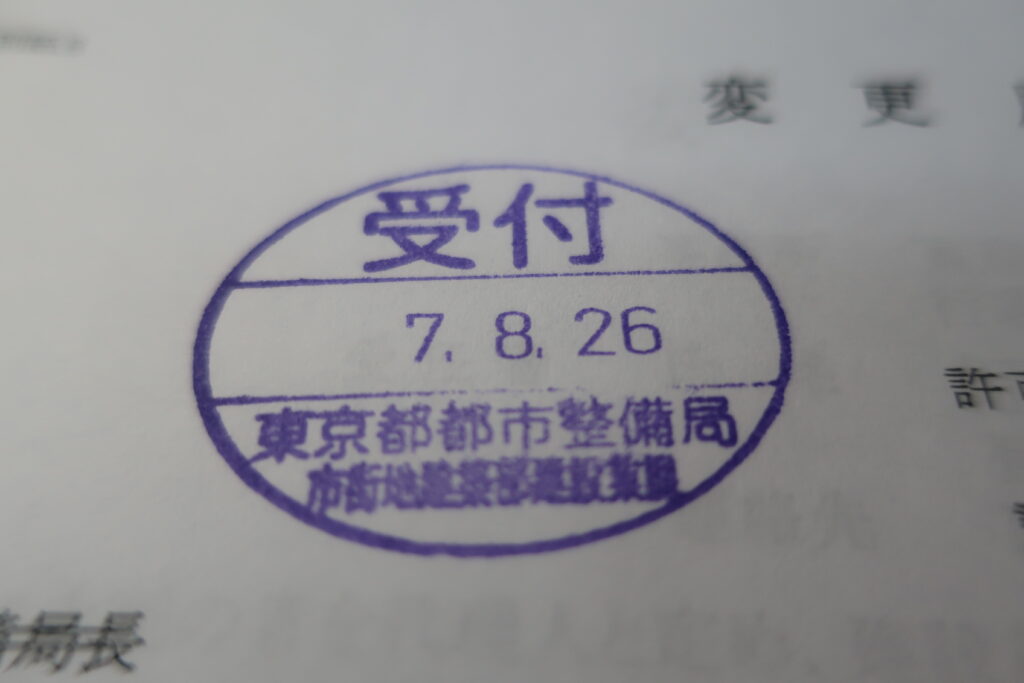 変更
受付
7. 8. 26
許可
東京都都市整備局
市街地建築部建設業課
局長